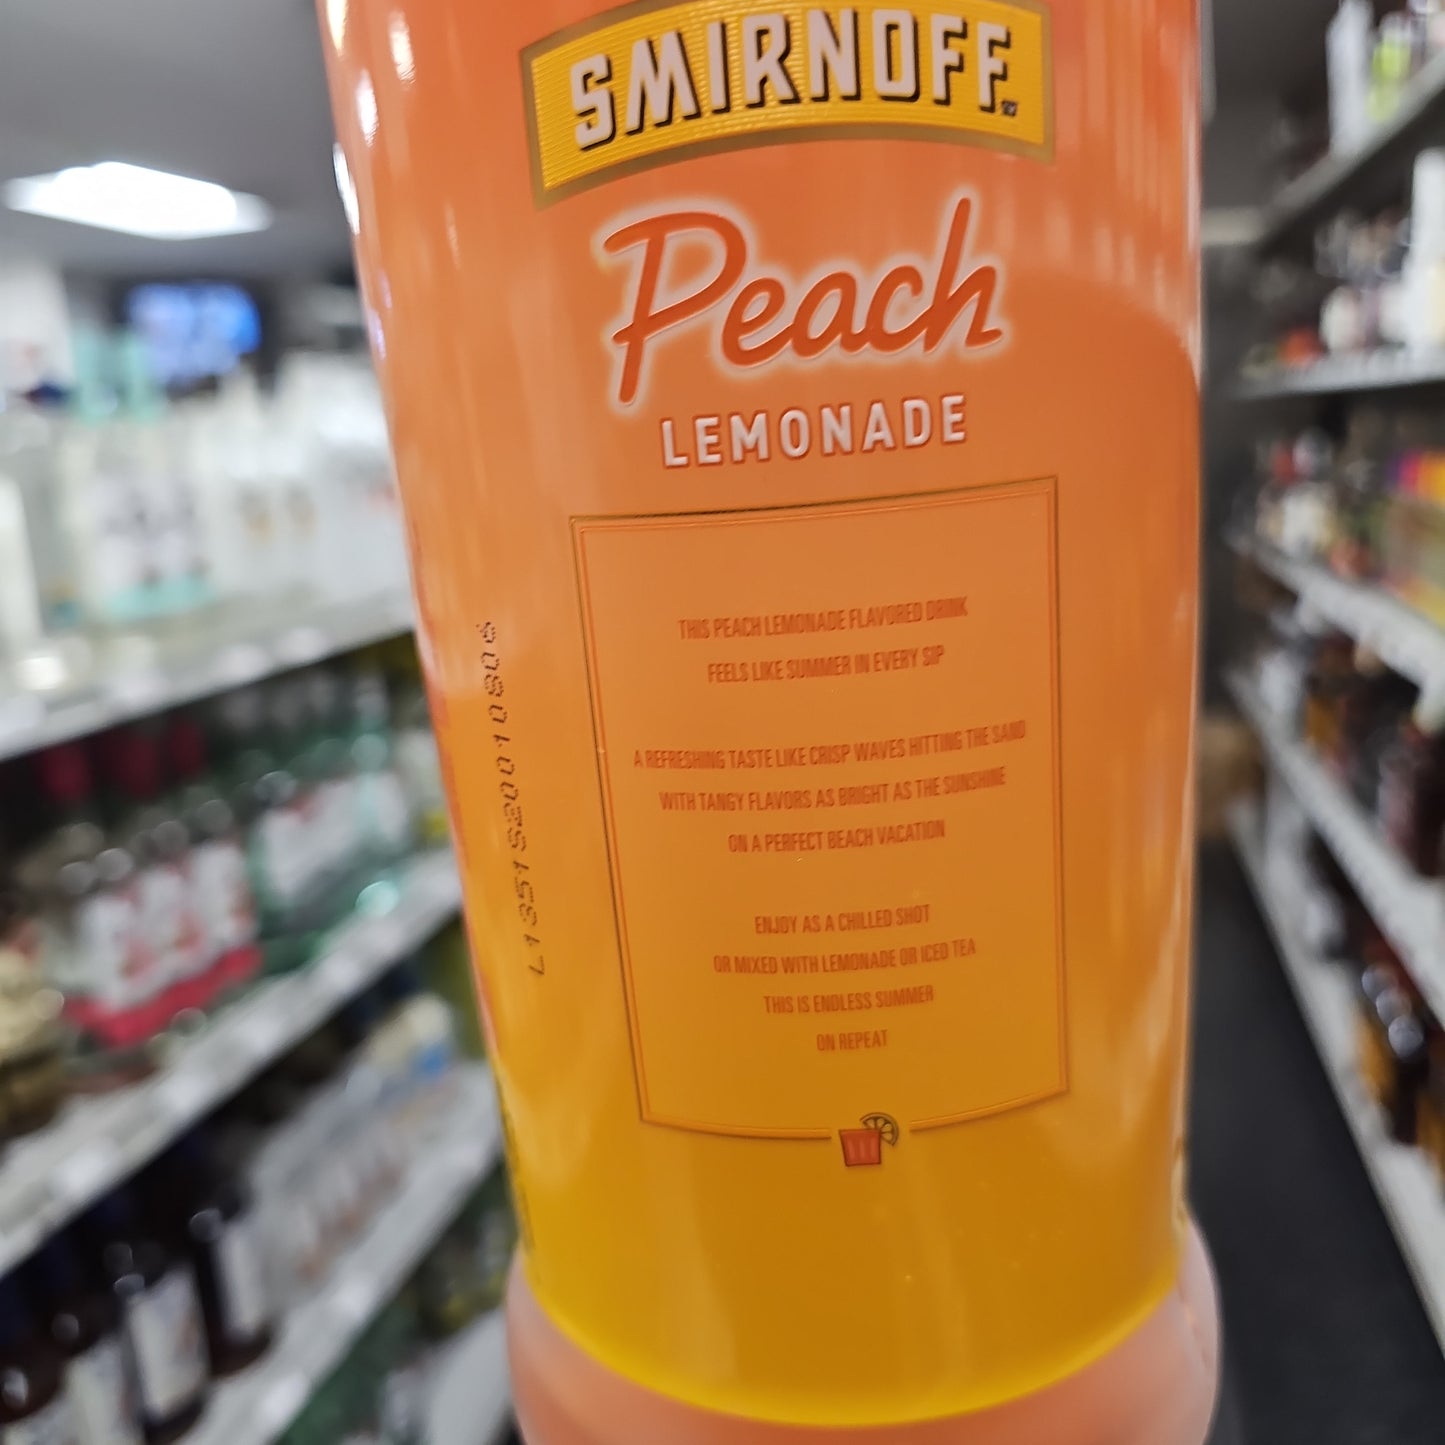 SMIRNOFF
Peach
LEMONADE
THIS PEACH LEMONADE FLAVORED DRINK
FEELS LIKE SUMMER IN EVERY SIP
A REFRESHING TASTE LIKE CRISP WAVES HITTING THE SAND
WITH TANGY FLAVORS AS BRIGHT AS THE SUNSHINE
ON A PERFECT BEACH VACATION
ENJOY AS A CHILLED SHOT
OR MIXED WITH LEMONADE OR ICED TEA
THIS IS ENDLESS SUMMER
ON REPEAT